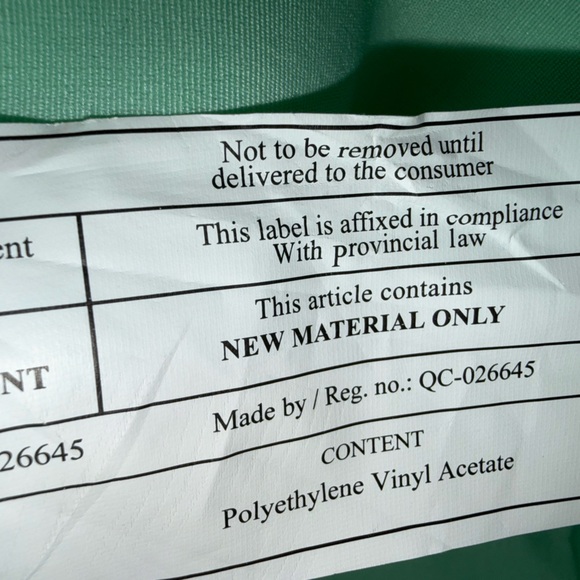 Not to be removed until
delivered to the consumer
ent
This label is affixed in compliance
With provincial law
This article contains
NEW MATERIAL ONLY
NT
Made by / Reg. no.: QC-026645
26645
CONTENT
Polyethylene Vinyl Acetate